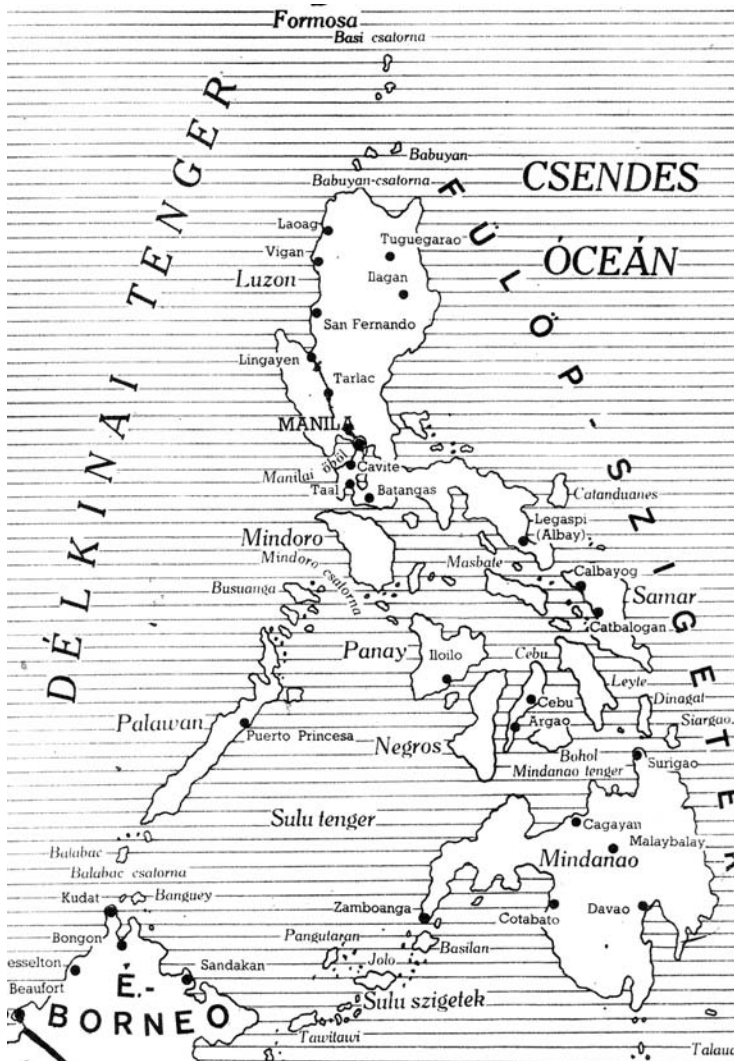 Formosa
Basi csatorna
DÉLKINAI TENGER
Babuyan
Babuyan-csatorna
CSENDES
ÓCEÁN
Laoag
Tuguegarao
Vigan
Ilagan
Luzon
San Fernando
Lingayen
Tarlac
MANILA
Manilai öböl
Cavite
Taal
Batangas
Catanduanes
Mindoro
Legaspi
(Albay)
Mindoro csatorna
Masbate
Busuanga
Calbayog
Samar
Catbalogan
Panay
Iloilo
Cebu
Leyte
Palawan
Puerto Princesa
Cebu
Dinagat
Argao
Siargao
Negros
Bohol
Mindanao tenger
Surigao
Sulu tenger
Cagayan
Malaybalay
Mindanao
Balabac
Balabac csatorna
Kudat
Banguey
Zamboanga
Cotabato
Davao
Bongon
Pangutaran
Basilan
esselton
Sandakan
Jolo
Beaufort
É.-
BORNEO
Sulu szigetek
Tawitawi
Talaud
FÜLÖP-SZIGETEK